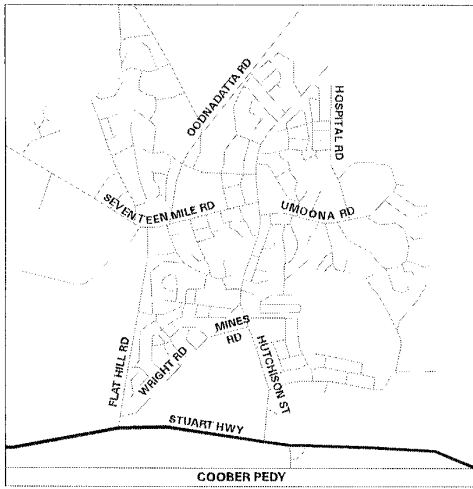 OODNADATTA RD
HOSPITAL RD
SEVENTEEN MILE RD
UMOONA RD
MINES
RD
FLAT HILL RD
WRIGHT RD
HUTCHISON ST
STUART HWY
COOBER PEDY